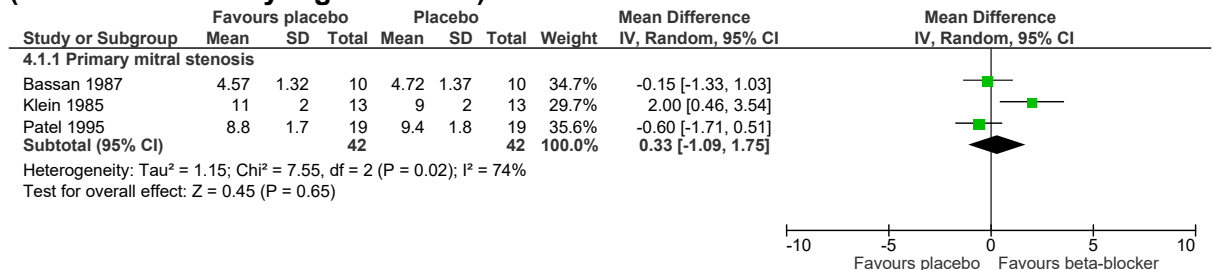 Favours placebo Placebo Mean Difference Mean Difference
Study or Subgroup Mean SD Total Mean SD Total Weight IV, Random, 95% CI IV, Random, 95% CI
4.1.1 Primary mitral stenosis
Bassan 1987 4.57 1.32 10 4.72 1.37 10 34.7% -0.15 [-1.33, 1.03]
Klein 1985 11 2 13 9 2 13 29.7% 2.00 [0.46, 3.54]
Patel 1995 8.8 1.7 19 9.4 1.8 19 35.6% -0.60 [-1.71, 0.51]
Subtotal (95% CI) 42 42 100.0% 0.33 [-1.09, 1.75]
Heterogeneity: Tau² = 1.15; Chi² = 7.55, df = 2 (P = 0.02); I² = 74%
Test for overall effect: Z = 0.45 (P = 0.65)
-10 -5 0 5 10
Favours placebo Favours beta-blocker